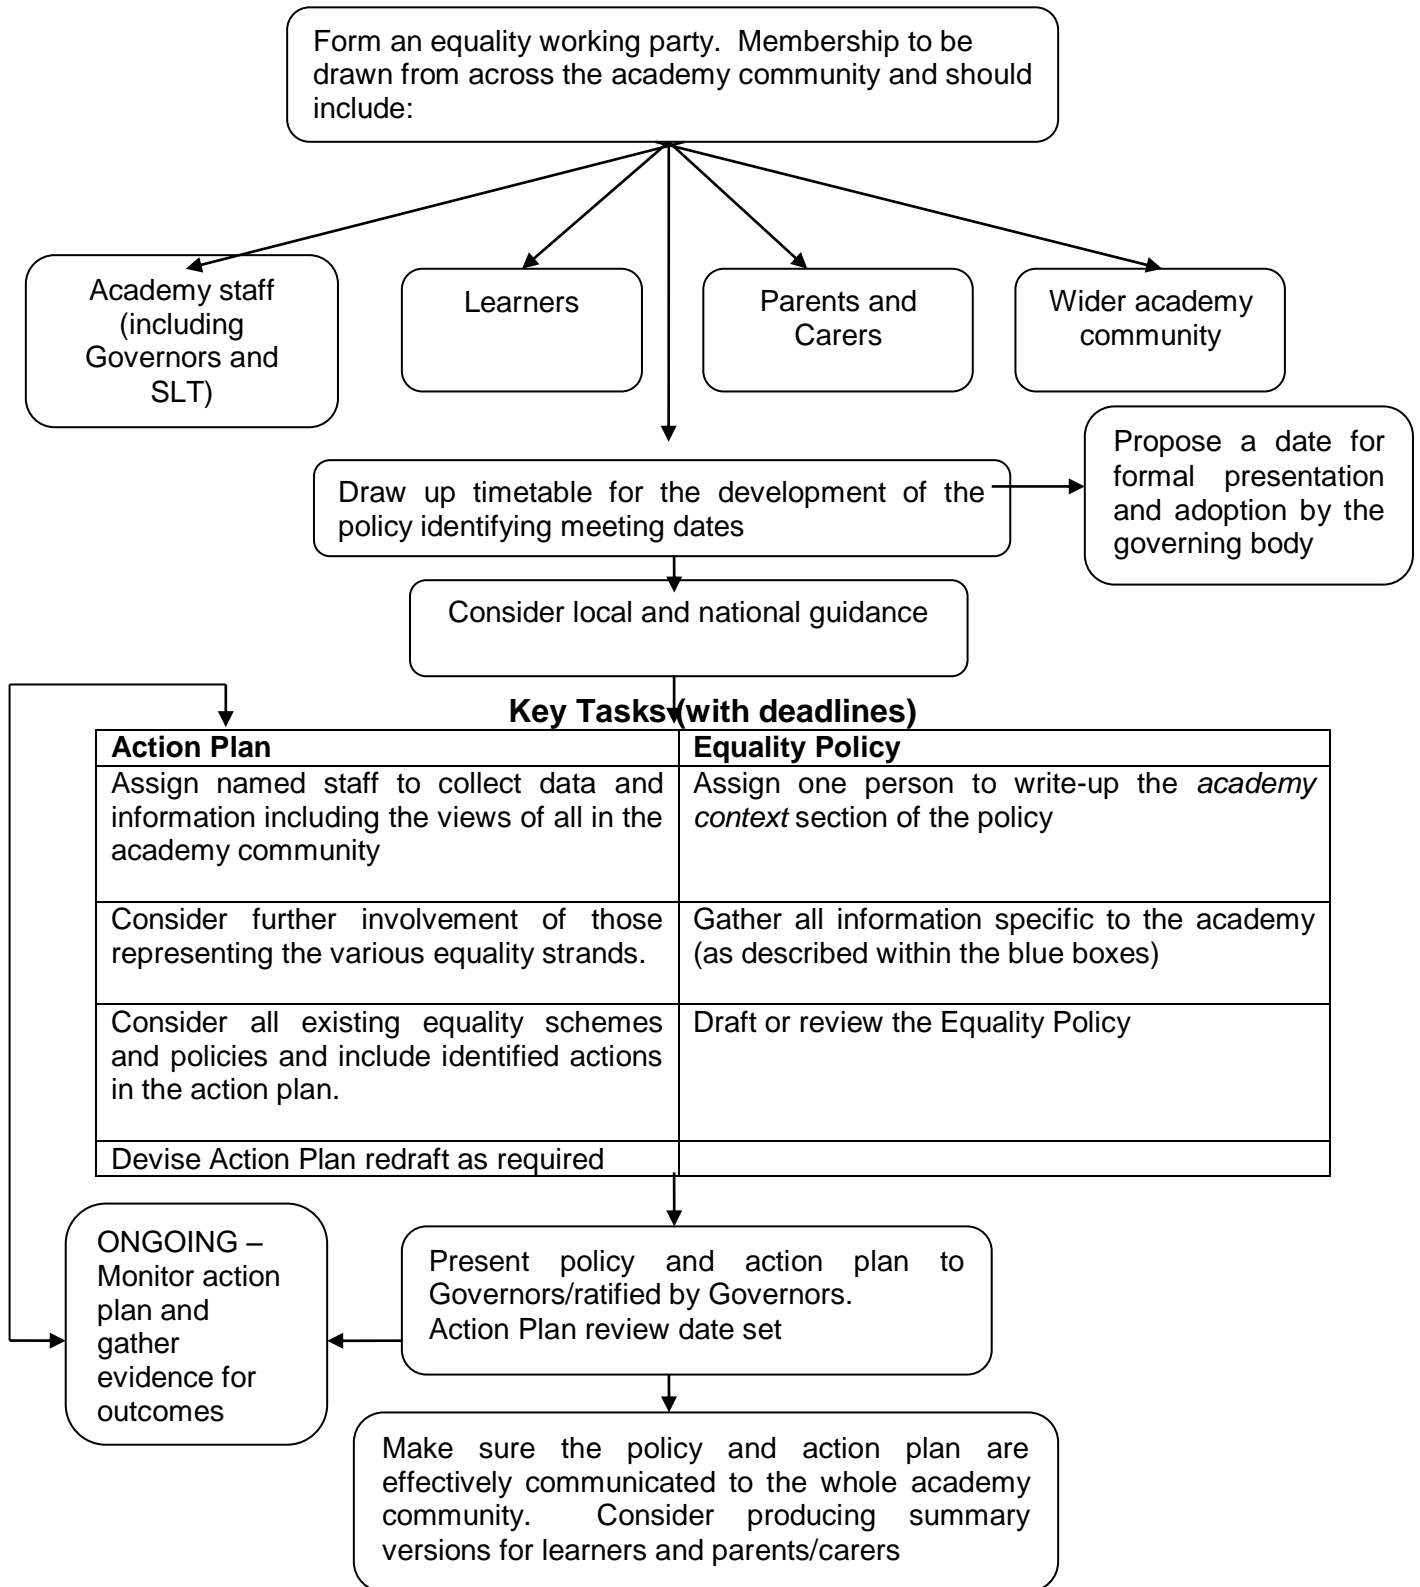 Form an equality working party.  Membership to be
drawn from across the academy community and should
include:
Academy staff
(including
Governors and
SLT)
Learners
Parents and
Carers
Wider academy
community
Propose a date for
formal presentation
and adoption by the
governing body
Draw up timetable for the development of the
policy identifying meeting dates
Consider local and national guidance
Key Tasks (with deadlines)
Action Plan
Equality Policy
Assign named staff to collect data and
information including the views of all in the
academy community
Assign one person to write-up the academy
context section of the policy
Consider further involvement of those
representing the various equality strands.
Gather all information specific to the academy
(as described within the blue boxes)
Consider all existing equality schemes
and policies and include identified actions
in the action plan.
Draft or review the Equality Policy
Devise Action Plan redraft as required
ONGOING –
Monitor action
plan and
gather
evidence for
outcomes
Present policy and action plan to
Governors/ratified by Governors.
Action Plan review date set
Make sure the policy and action plan are
effectively communicated to the whole academy
community.  Consider producing summary
versions for learners and parents/carers